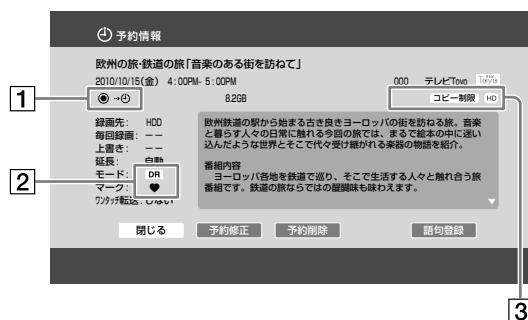 予約情報
欧州の旅・鉄道の旅「音楽のある街を訪ねて」
2010/10/15(金) 4:00PM- 5:00PM 000 テレビToyo
8.2GB コピー制限 HD
録画先： HDD
毎回録画： −−
上書き： −−
延長： 自動
モード： DR
マーク： ♥
ワンタッチ転送：しない
欧州鉄道の駅から始まる古き良きヨーロッパの街を訪ねる旅。音楽
と暮らす人々の日常に触れる今回の旅では、まるで絵本の中に迷い
込んだような世界とそこで代々受け継がれる楽器の物語を紹介。
番組内容
ヨーロッパ各地を鉄道で巡り、そこで生活する人々と触れ合う旅
番組です。鉄道の旅ならではの醍醐味も味わえます。
閉じる 予約修正 予約削除 語句登録
1
2
3